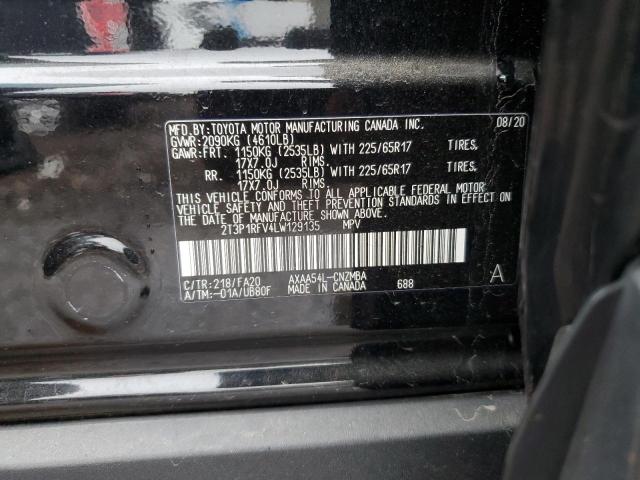 MFD.BY:TOYOTA MOTOR MANUFACTURING CANADA INC. 08/20
GVWR:2090KG (4610LB)
GAWR:FRT. 1150KG (2535LB) WITH 225/65R17 TIRES,
17X7.0J RIMS.
RR. 1150KG (2535LB) WITH 225/65R17 TIRES,
17X7.0J RIMS.
THIS VEHICLE CONFORMS TO ALL APPLICABLE FEDERAL MOTOR
VEHICLE SAFETY AND THEFT PREVENTION STANDARDS IN EFFECT
ON THE DATE OF MANUFACTURE SHOWN ABOVE.
2T3P1RFV4LW129135 MPV
C/TR:218/FA20 AXAA54L-CNZMBA
A/TM:-01A/U680F MADE IN CANADA 688 A